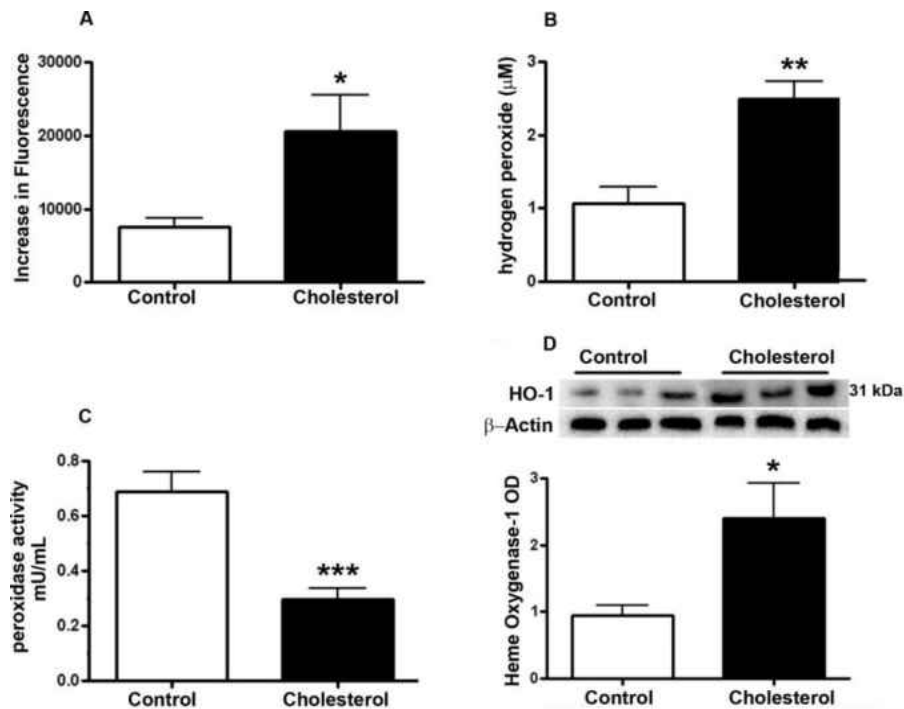 A
Increase in Fluorescence
30000
20000
10000
0
*
Control
Cholesterol
B
hydrogen peroxide (μM)
3
2
1
0
**
Control
Cholesterol
C
peroxidase activity
mU/mL
0.8
0.6
0.4
0.2
0.0
***
Control
Cholesterol
D
Control
Cholesterol
HO-1
31 kDa
β–Actin
Heme Oxygenase-1 OD
3
2
1
0
*
Control
Cholesterol